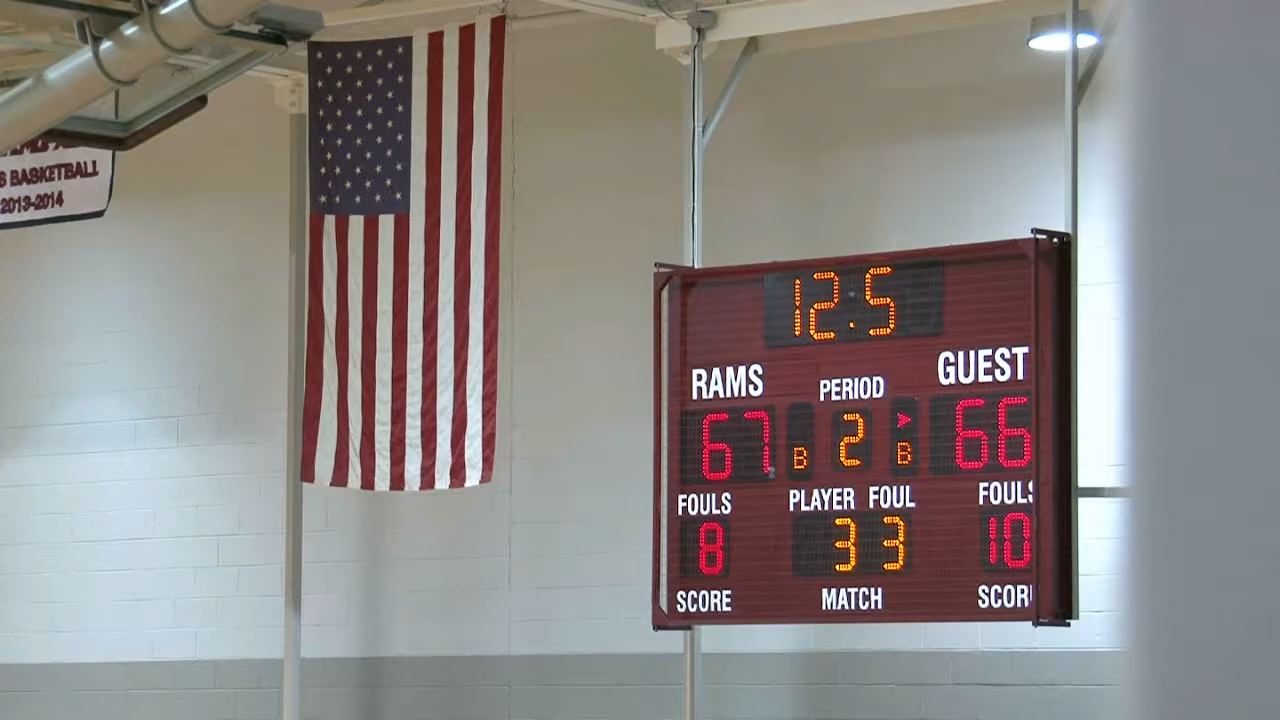 S BASKETBALL
2013-2014
12.5
RAMS PERIOD GUEST
67 B 2 B 66
FOULS PLAYER FOUL FOULS
8 3 3 10
SCORE MATCH SCOR